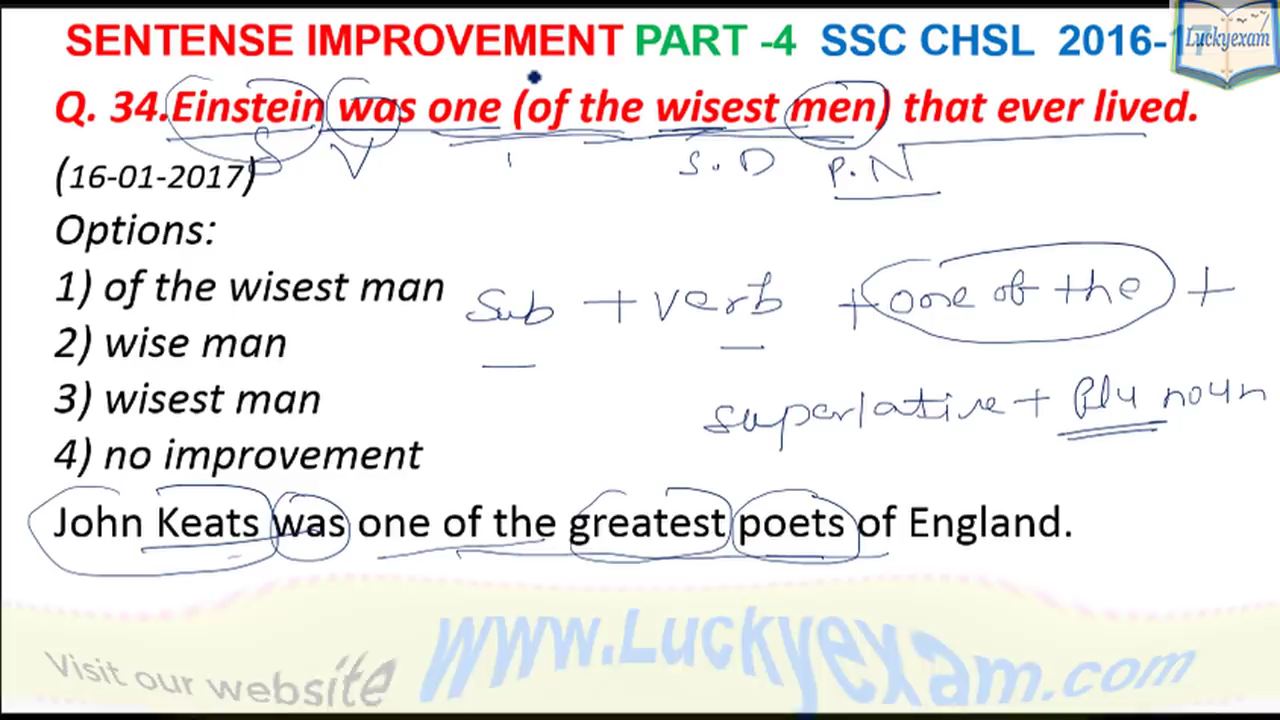 SENTENSE IMPROVEMENT PART -4 SSC CHSL 2016-17
Luckyexam
Q. 34.Einstein was one (of the wisest men) that ever lived.
S V 1 S.D P.N
(16-01-2017)
Options:
1) of the wisest man
2) wise man
3) wisest man
4) no improvement
Sub + verb + one of the +
superlative + Plu noun
John Keats was one of the greatest poets of England.
Visit our website www.Luckyexam.com